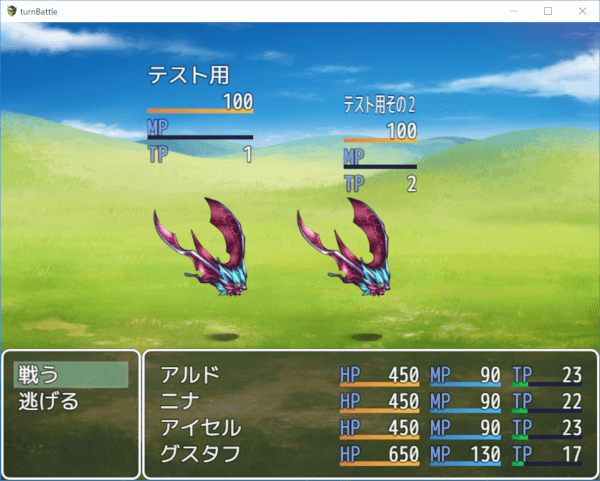 turnBattle
テスト用
100
MP
TP 1
テスト用その2
100
MP
TP 2
戦う
逃げる
アルド HP 450 MP 90 TP 23
ニナ HP 450 MP 90 TP 22
アイセル HP 450 MP 90 TP 23
グスタフ HP 650 MP 130 TP 17